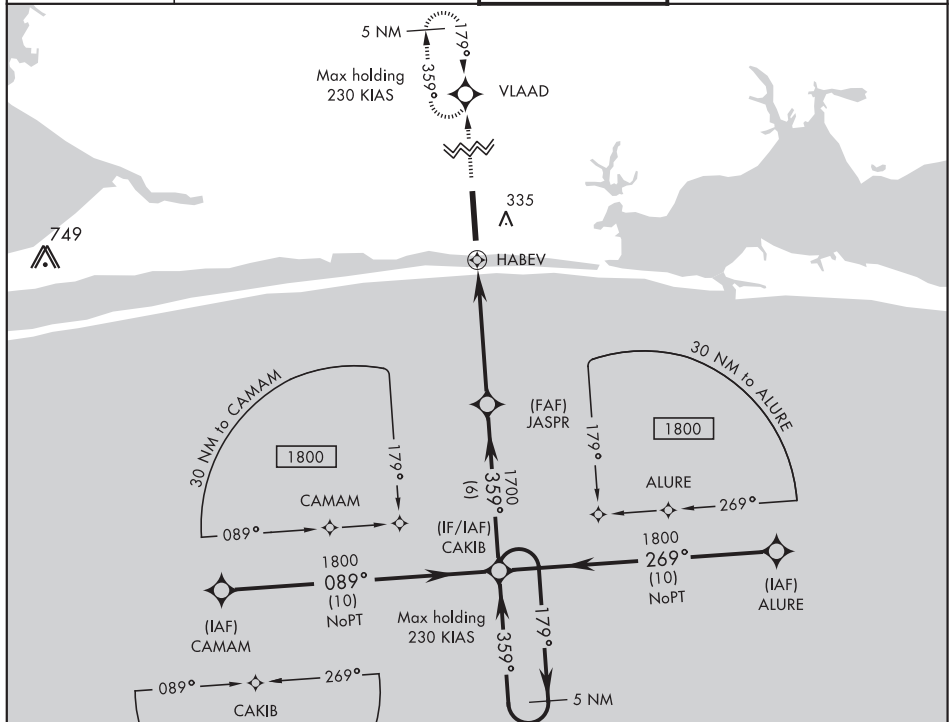 5 NM
179°
359°
Max holding
230 KIAS
VLAAD
335
749
HABEV
30 NM to CAMAM
1800
179°
CAMAM
089°
(FAF)
JASPR
30 NM to ALURE
1800
179°
ALURE
269°
1700
359°
(6)
(IF/IAF)
CAKIB
1800
089°
(10)
NoPT
1800
269°
(10)
NoPT
(IAF)
CAMAM
(IAF)
ALURE
Max holding
230 KIAS
359°
179°
5 NM
089°
269°
CAKIB